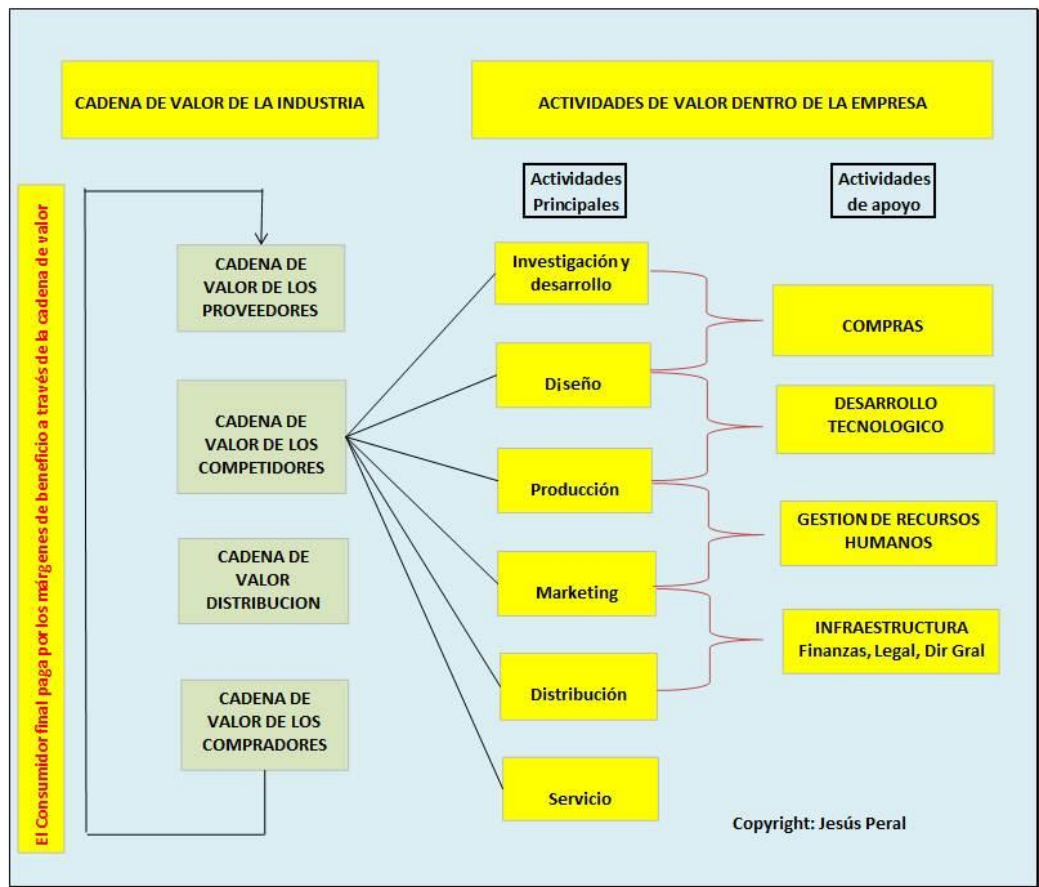 CADENA DE VALOR DE LA INDUSTRIA
ACTIVIDADES DE VALOR DENTRO DE LA EMPRESA
El Consumidor final paga por los márgenes de beneficio a través de la cadena de valor
CADENA DE
VALOR DE LOS
PROVEEDORES
CADENA DE
VALOR DE LOS
COMPETIDORES
CADENA DE
VALOR
DISTRIBUCION
CADENA DE
VALOR DE LOS
COMPRADORES
Actividades
Principales
Investigación y
desarrollo
Diseño
Producción
Marketing
Distribución
Servicio
Actividades
de apoyo
COMPRAS
DESARROLLO
TECNOLOGICO
GESTION DE RECURSOS
HUMANOS
INFRAESTRUCTURA
Finanzas, Legal, Dir Gral
Copyright: Jesús Peral